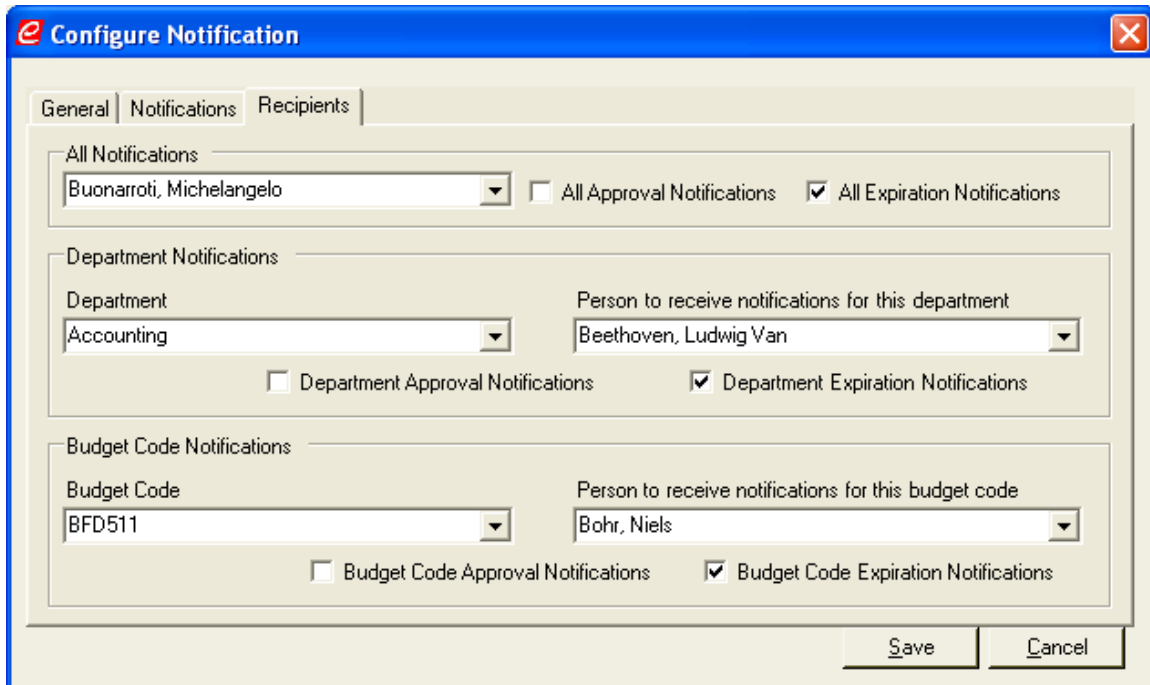 Configure Notification
General Notifications Recipients
All Notifications
Buonarroti, Michelangelo All Approval Notifications All Expiration Notifications
Department Notifications
Department Person to receive notifications for this department
Accounting Beethoven, Ludwig Van
Department Approval Notifications Department Expiration Notifications
Budget Code Notifications
Budget Code Person to receive notifications for this budget code
BFD511 Bohr, Niels
Budget Code Approval Notifications Budget Code Expiration Notifications
Save Cancel